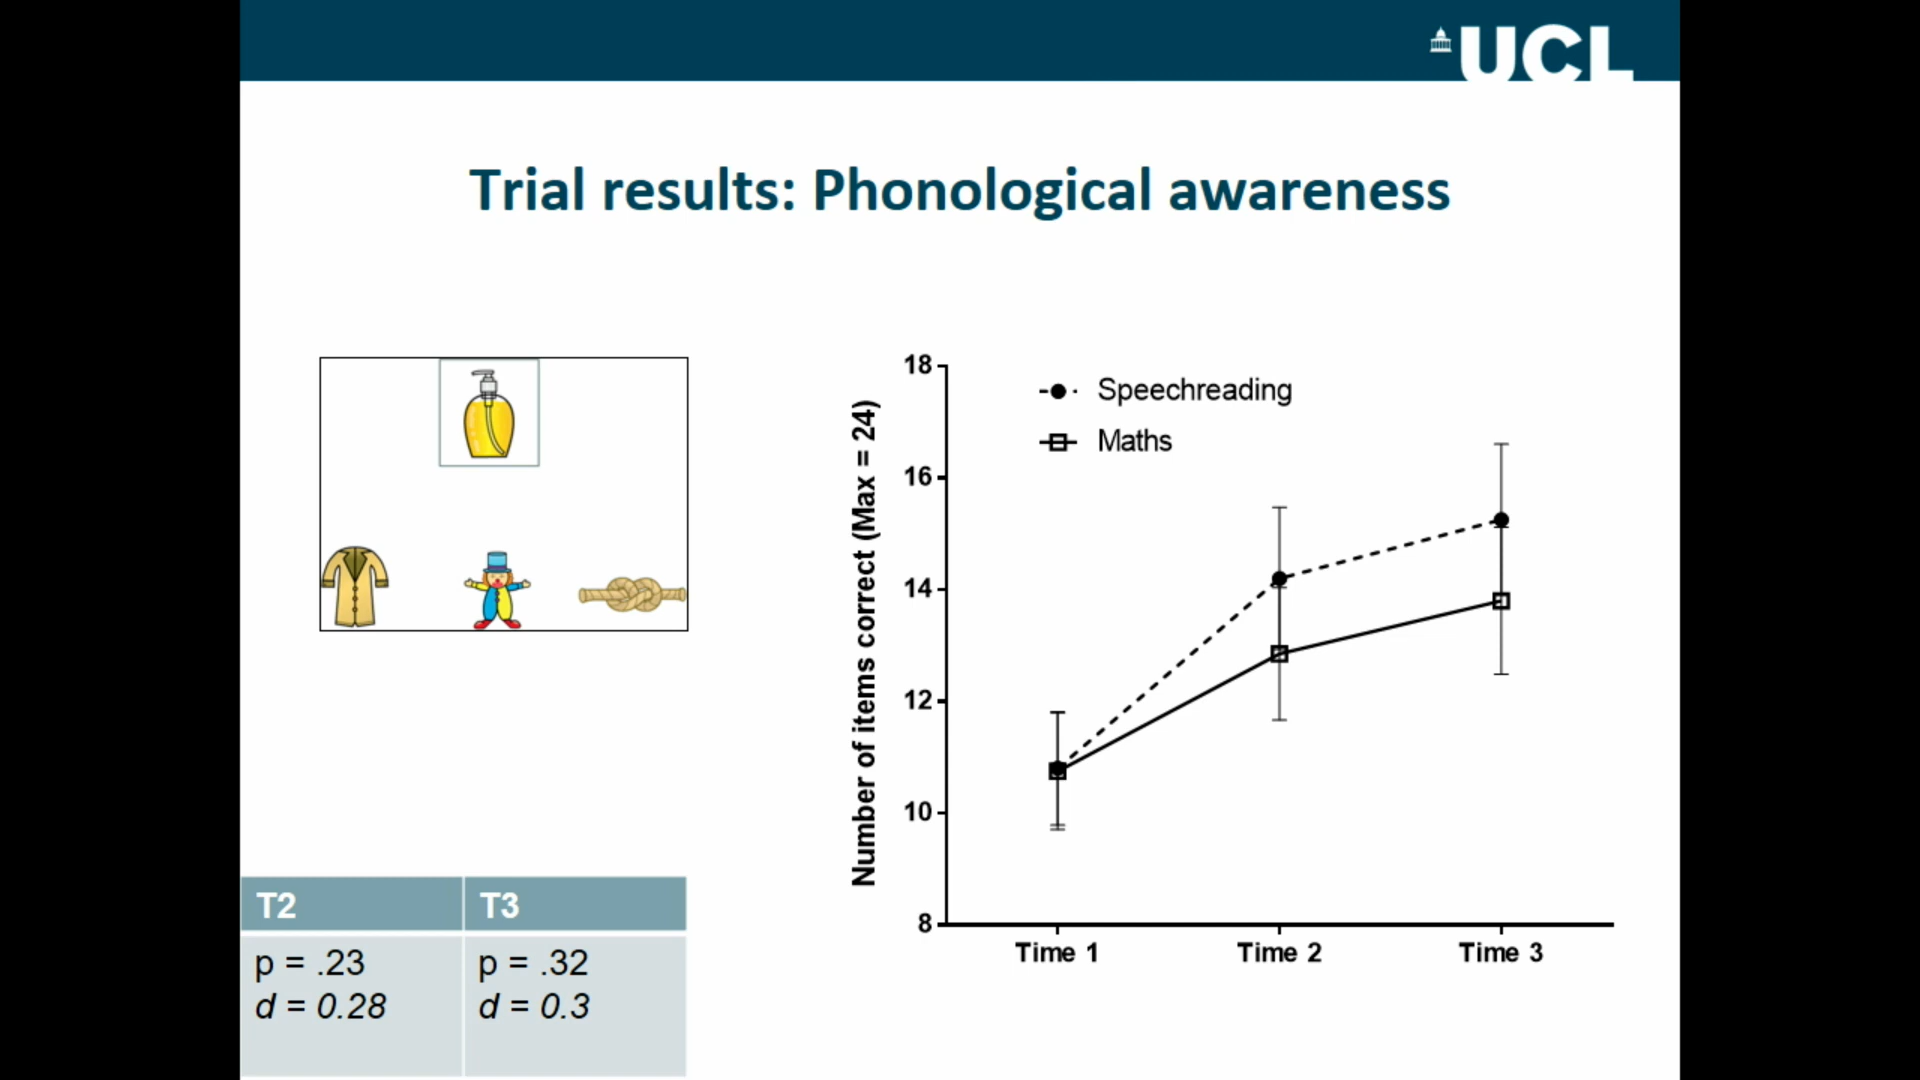 UCL
Trial results: Phonological awareness
18
16
14
12
10
8
Number of items correct (Max = 24)
Speechreading
Maths
Time 1
Time 2
Time 3
T2
T3
p = .23
d = 0.28
p = .32
d = 0.3